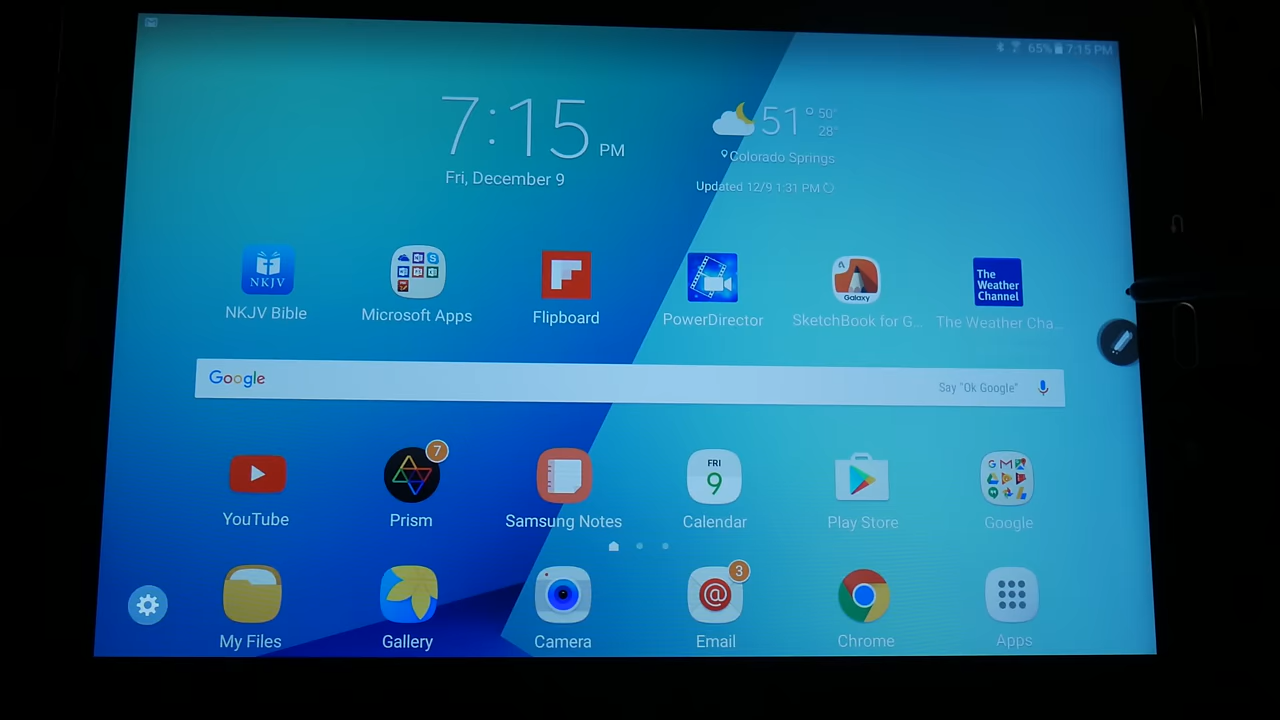 65% 7:15 PM
7:15 PM
Fri, December 9
51° 50°
28°
Colorado Springs
Updated 12/9 1:31 PM
NKJV
NKJV Bible
Microsoft Apps
Flipboard
PowerDirector
Galaxy
SketchBook for G...
The
Weather
Channel
The Weather Cha...
Google
Say "Ok Google"
YouTube
7
Prism
Samsung Notes
FRI
9
Calendar
Play Store
Google
My Files
Gallery
Camera
@
3
Email
Chrome
Apps